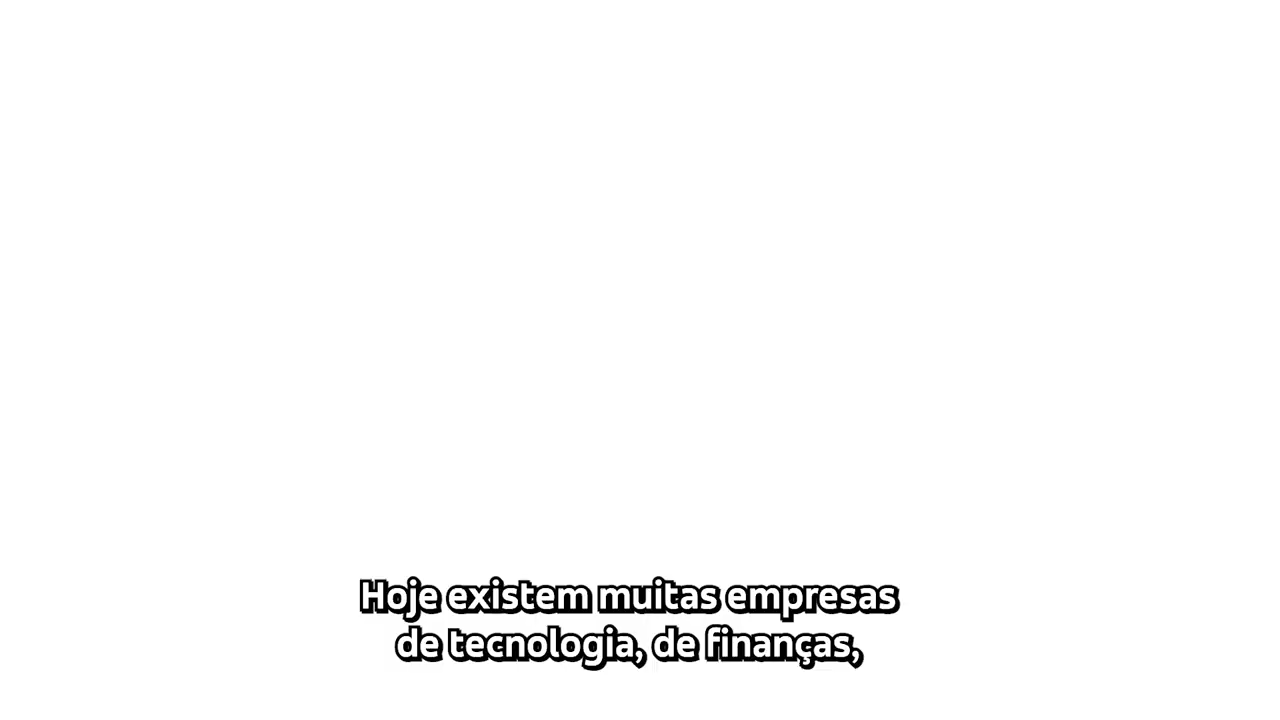 Hoje existem muitas empresas
de tecnologia, de finanças,